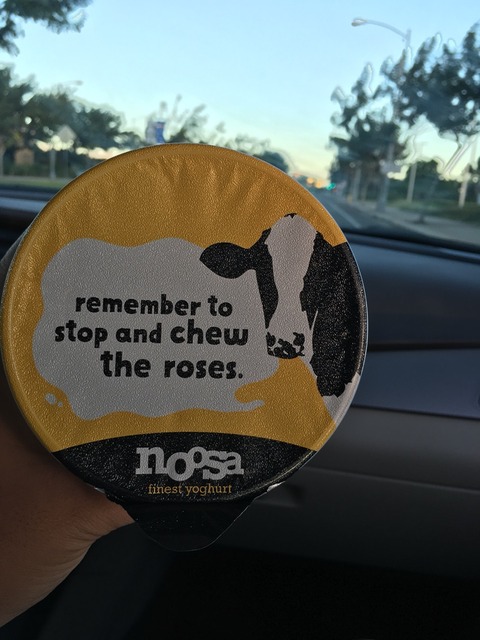 remember to
stop and chew
the roses.
noosa
finest yoghurt